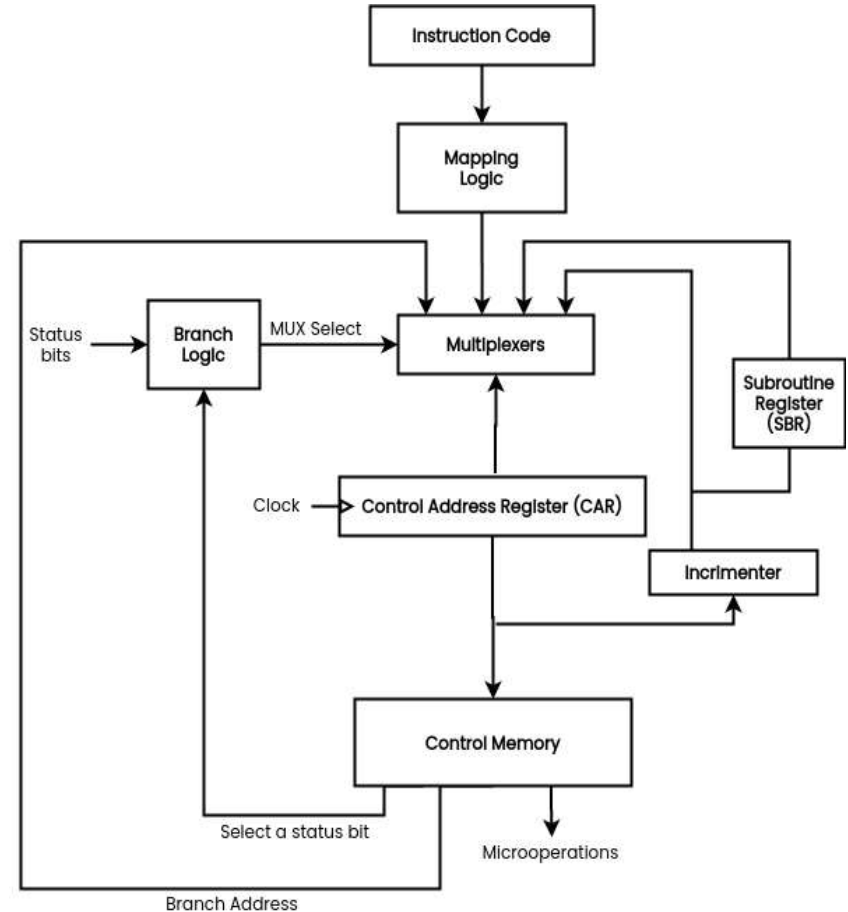 Instruction Code
Mapping
Logic
Status
bits
Branch
Logic
MUX Select
Multiplexers
Subroutine
Register
(SBR)
Clock
Control Address Register (CAR)
Incrimenter
Control Memory
Select a status bit
Microoperations
Branch Address